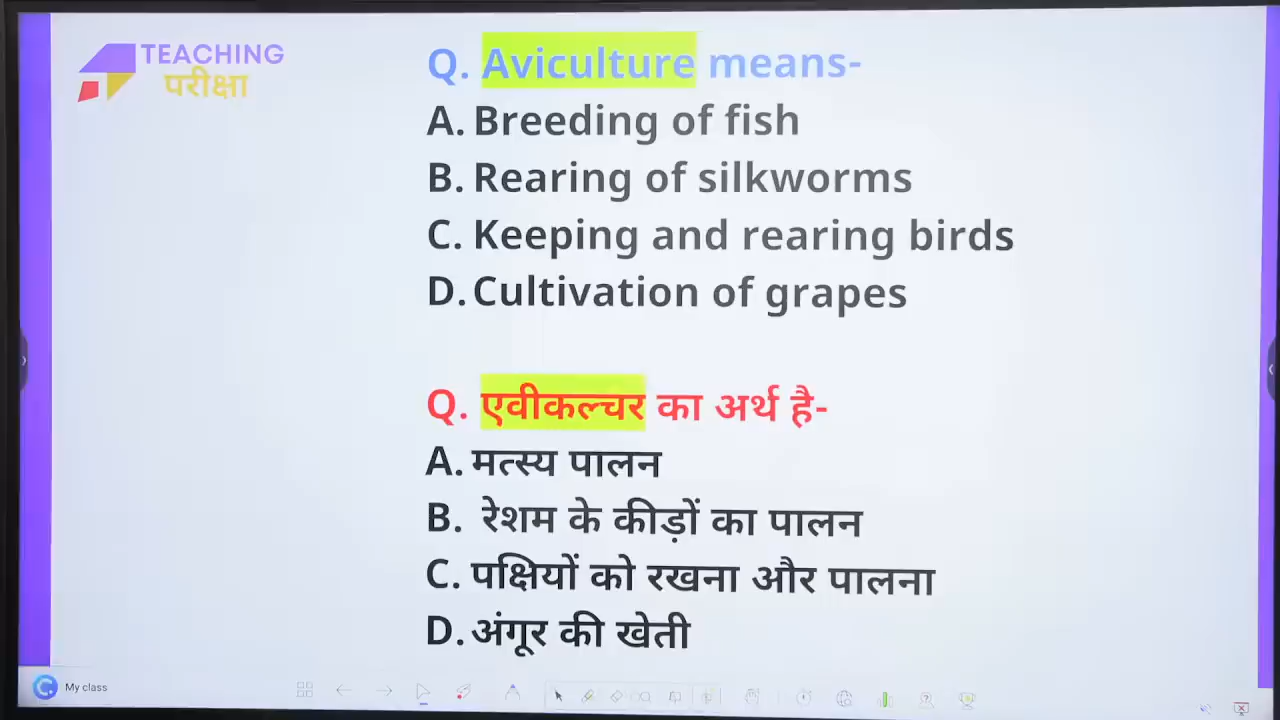 TEACHING
परीक्षा
Q. Aviculture means-
A. Breeding of fish
B. Rearing of silkworms
C. Keeping and rearing birds
D. Cultivation of grapes
Q. एवीकल्चर का अर्थ है-
A. मत्स्य पालन
B. रेशम के कीड़ों का पालन
C. पक्षियों को रखना और पालना
D. अंगूर की खेती
My class